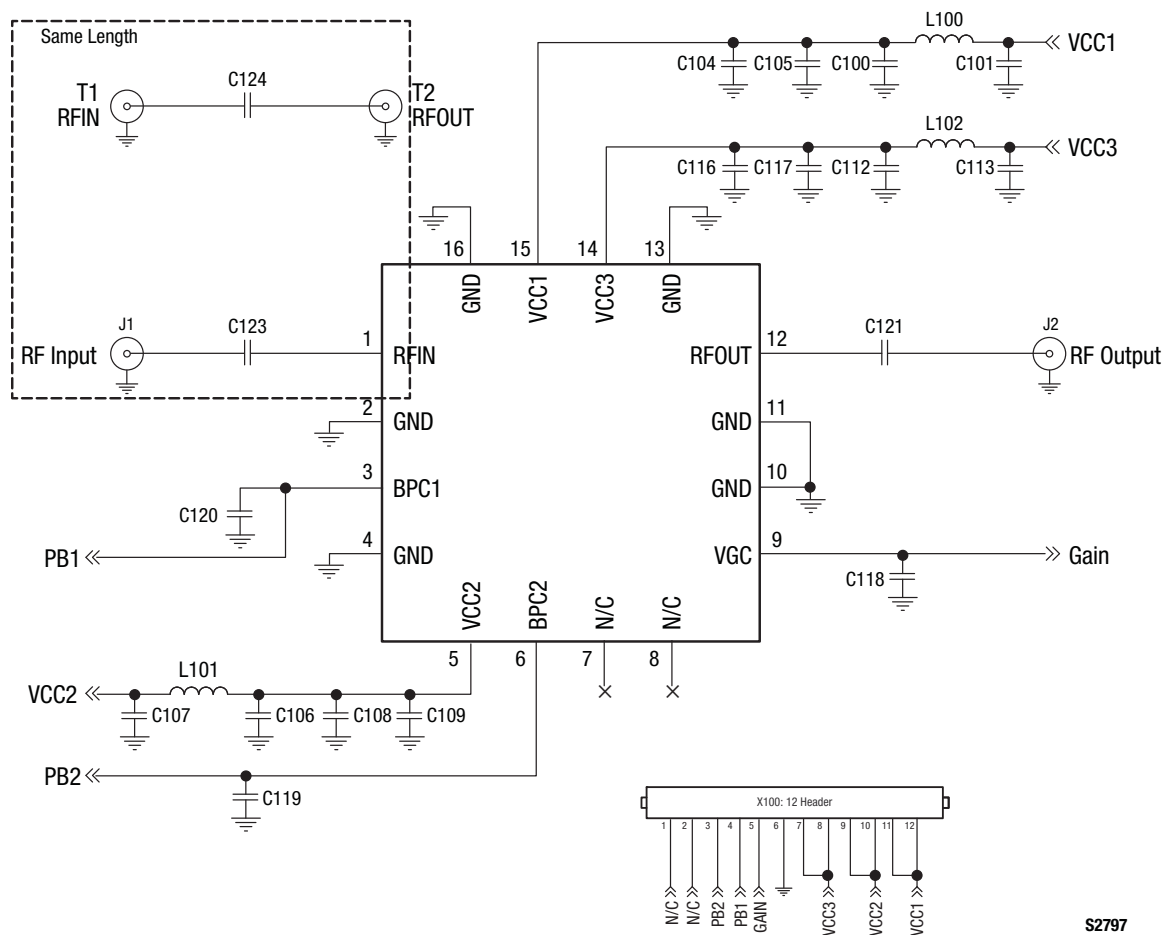 Same Length
T1
RFIN
C124
T2
RFOUT
C104
C105
C100
L100
C101
VCC1
C116
C117
C112
L102
C113
VCC3
16
15
14
13
GND
VCC1
VCC3
GND
RF Input
J1
C123
1
RFIN
RFOUT
12
C121
J2
RF Output
2
GND
GND
11
3
BPC1
GND
10
C120
PB1
4
GND
VGC
9
Gain
C118
VCC2
BPC2
N/C
N/C
5
6
7
8
VCC2
L101
C107
C106
C108
C109
PB2
C119
X100: 12 Header
1 2 3 4 5 6 7 8 9 10 11 12
N/C
N/C
PB2
PB1
GAIN
VCC3
VCC2
VCC1
S2797